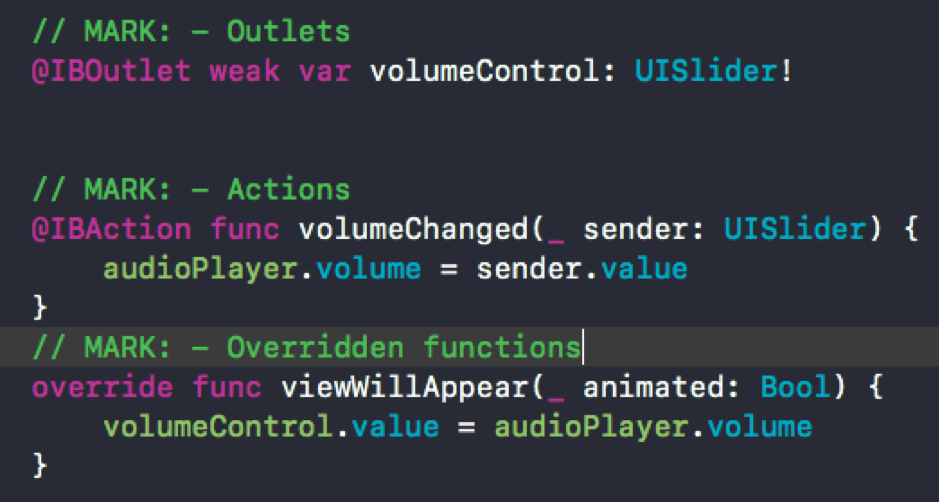 // MARK: – Outlets
@IBOutlet weak var volumeControl: UISlider!
// MARK: – Actions
@IBAction func volumeChanged(_ sender: UISlider) {
audioPlayer.volume = sender.value
}
// MARK: – Overridden functions
override func viewWillAppear(_ animated: Bool) {
volumeControl.value = audioPlayer.volume
}